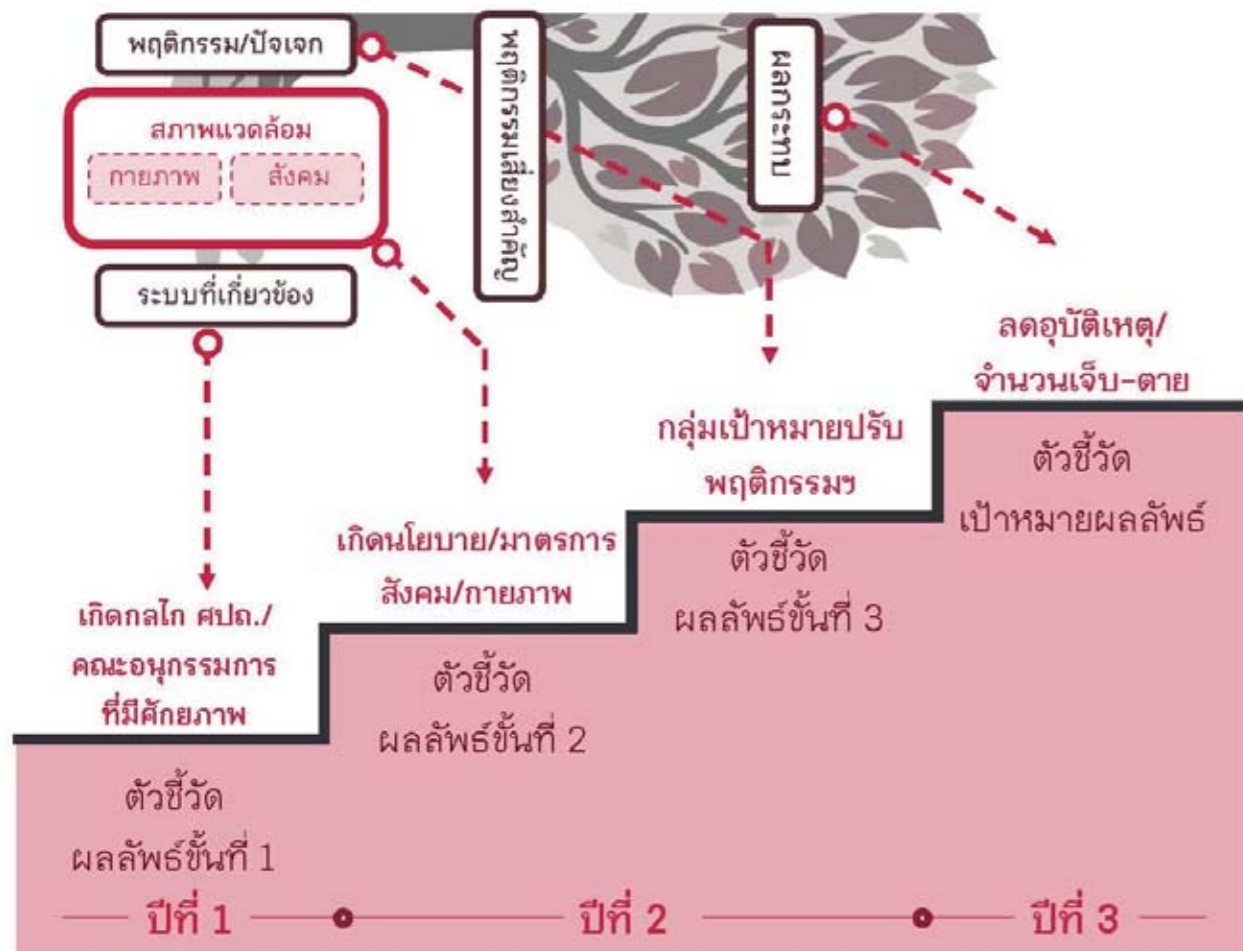 พฤติกรรม/ปัจเจก
สภาพแวดล้อม
กายภาพ
สังคม
ระบบที่เกี่ยวข้อง
พฤติกรรมเสี่ยงสำคัญ
ผลกระทบ
ลดอุบัติเหตุ/
จำนวนเจ็บ-ตาย
ตัวชี้วัด
เป้าหมายผลลัพธ์
กลุ่มเป้าหมายปรับ
พฤติกรรมฯ
ตัวชี้วัด
ผลลัพธ์ขั้นที่ 3
เกิดนโยบาย/มาตรการ
สังคม/กายภาพ
ตัวชี้วัด
ผลลัพธ์ขั้นที่ 2
เกิดกลไก ศปถ./
คณะอนุกรรมการ
ที่มีศักยภาพ
ตัวชี้วัด
ผลลัพธ์ขั้นที่ 1
ปีที่ 1
ปีที่ 2
ปีที่ 3